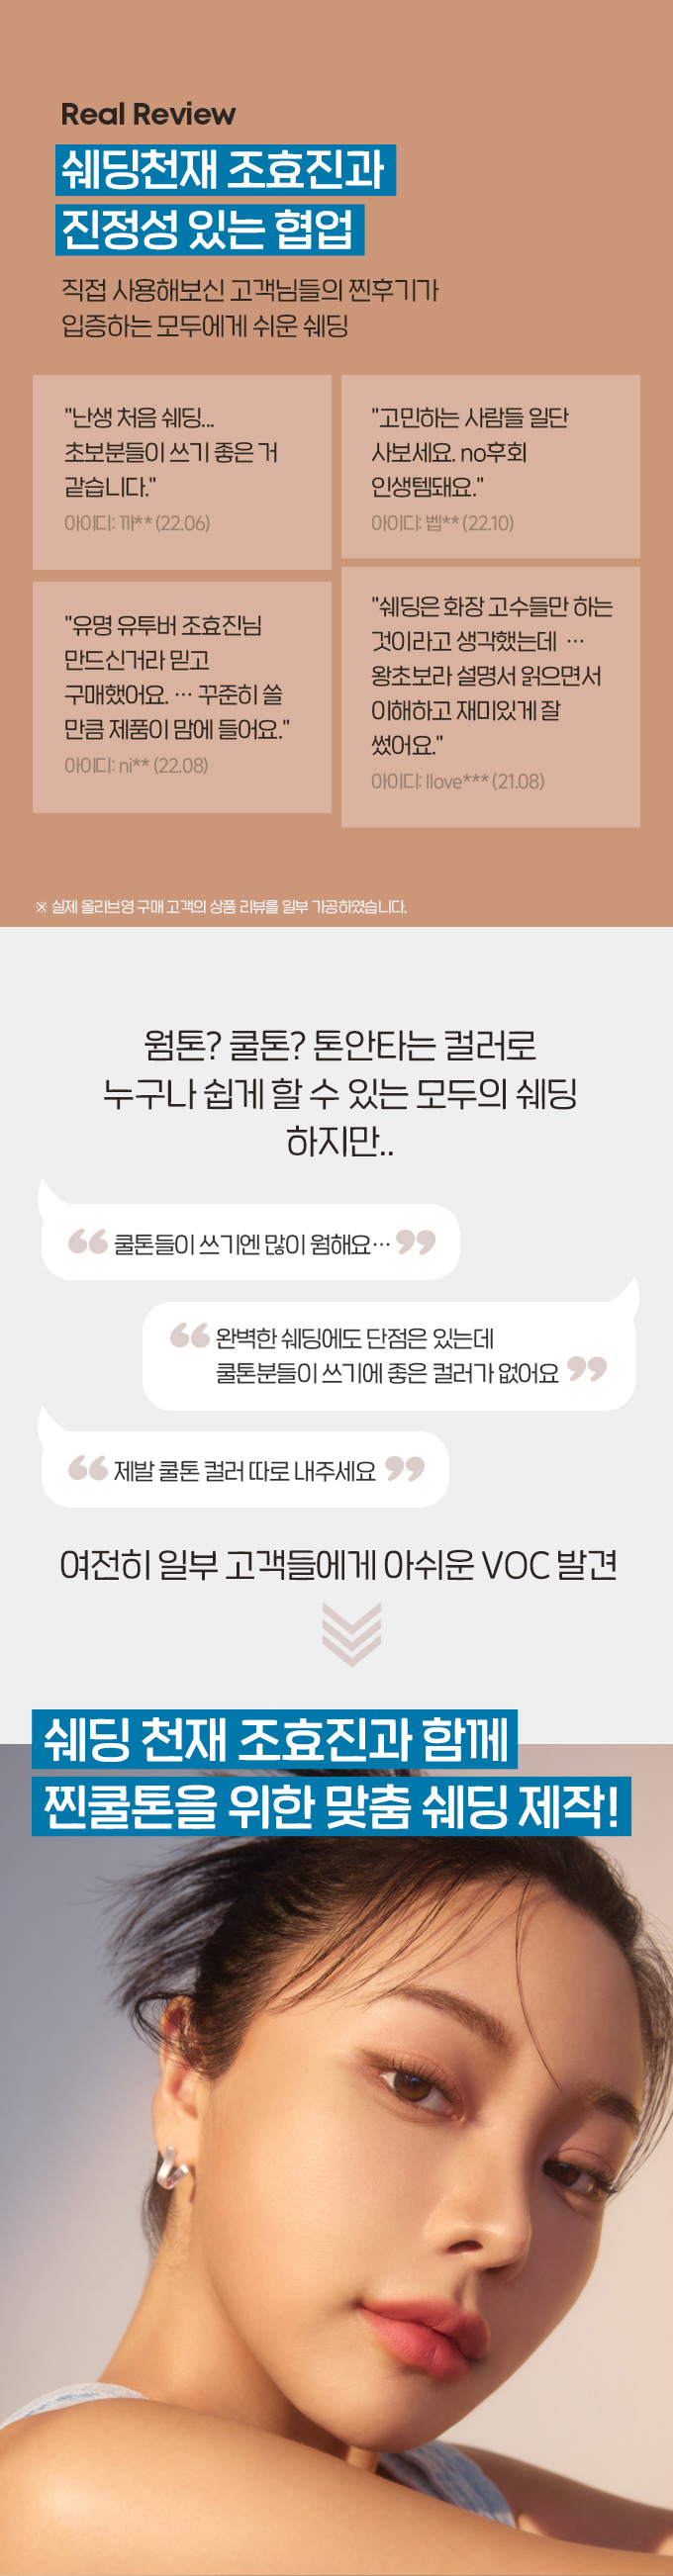 Real Review
쉐딩천재 조효진과
진정성 있는 협업
직접 사용해보신 고객님들의 찐후기가
입증하는 모두에게 쉬운 쉐딩
"난생 처음 쉐딩...
초보분들이 쓰기 좋은 거
같습니다."
아이디: 까** (22.06)
"고민하는 사람들 일단
사보세요. no후회
인생템돼요."
아이디: 벱** (22.10)
"유명 유투버 조효진님
만드신거라 믿고
구매했어요. … 꾸준히 쓸
만큼 제품이 맘에 들어요."
아이디: ni** (22.08)
"쉐딩은 화장 고수들만 하는
것이라고 생각했는데 …
왕초보라 설명서 읽으면서
이해하고 재미있게 잘
썼어요."
아이디: llove*** (21.08)
※ 실제 올리브영 구매 고객의 상품 리뷰를 일부 가공하였습니다.
웜톤? 쿨톤? 톤안타는 컬러로
누구나 쉽게 할 수 있는 모두의 쉐딩
하지만..
“ 쿨톤들이 쓰기엔 많이 웜해요… ”
“ 완벽한 쉐딩에도 단점은 있는데
쿨톤분들이 쓰기에 좋은 컬러가 없어요 ”
“ 제발 쿨톤 컬러 따로 내주세요 ”
여전히 일부 고객들에게 아쉬운 VOC 발견
쉐딩 천재 조효진과 함께
찐쿨톤을 위한 맞춤 쉐딩 제작!